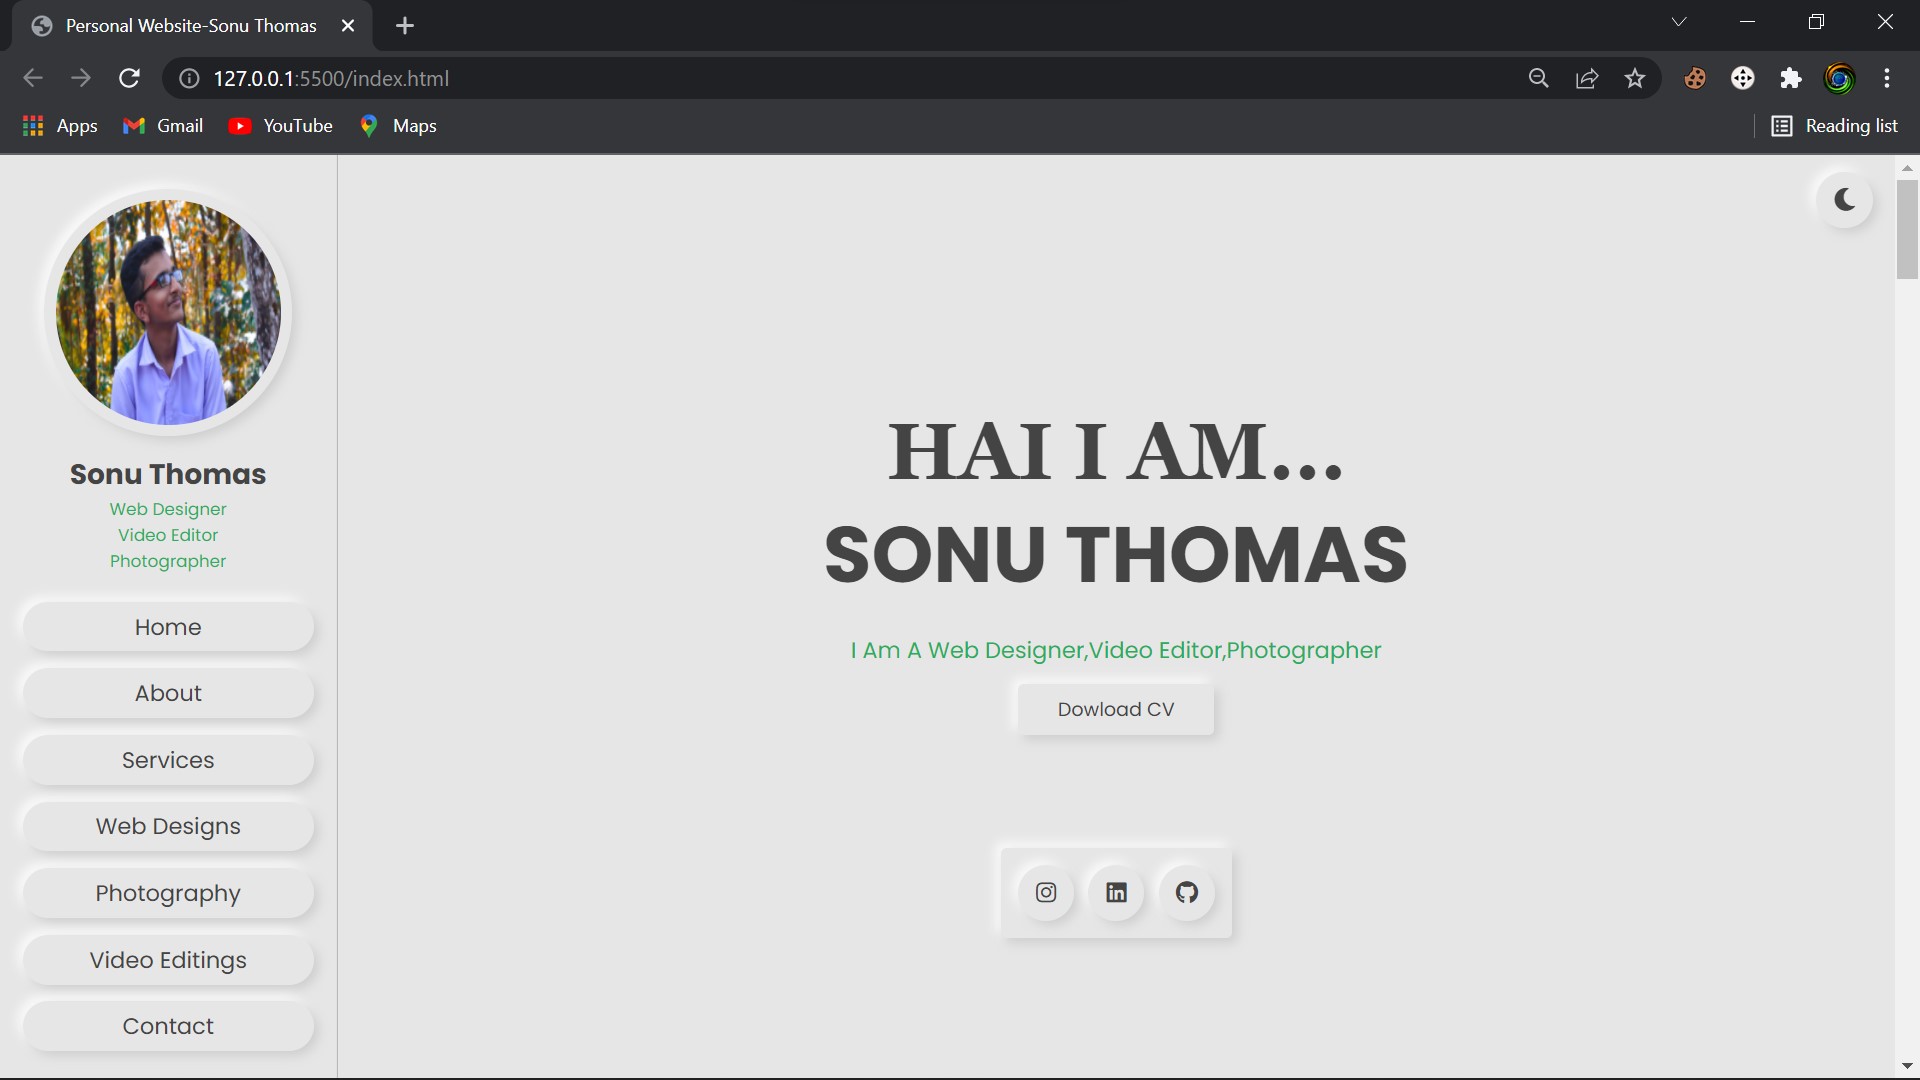 Personal Website-Sonu Thomas
127.0.0.1:5500/index.html
Apps Gmail YouTube Maps Reading list
Sonu Thomas
Web Designer
Video Editor
Photographer
Home
About
Services
Web Designs
Photography
Video Editings
Contact
HAI I AM...
SONU THOMAS
I Am A Web Designer,Video Editor,Photographer
Dowload CV